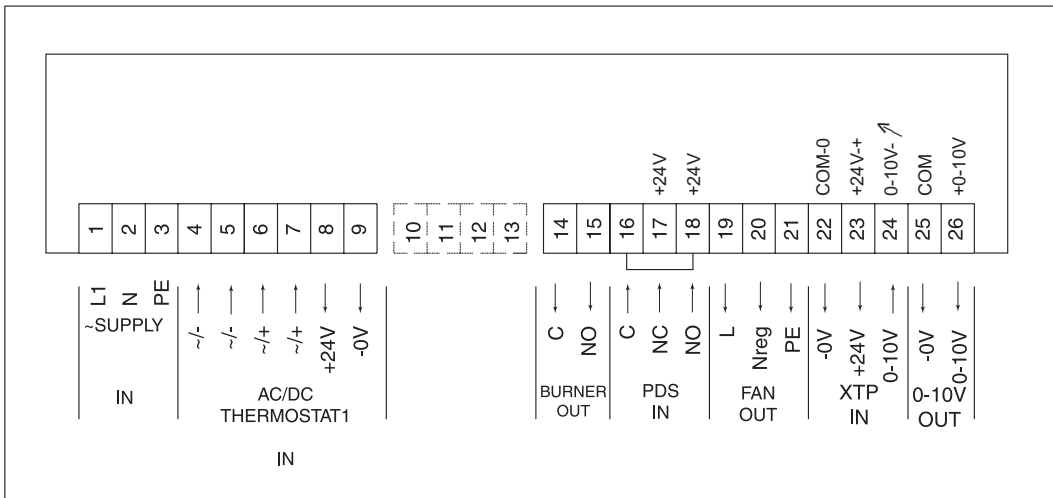 COM-0
+24V-+
0-10V-
COM
+0-10V
+24V
+24V
1 2 3 4 5 6 7 8 9 10 11 12 13 14 15 16 17 18 19 20 21 22 23 24 25 26
L1 N PE
~/- ~/- ~/+ ~/+ +24V -0V
C NO
C NC NO
L Nreg PE
-0V +24V 0-10V
-0V 0-10V
~SUPPLY
IN
AC/DC
THERMOSTAT1
IN
BURNER
OUT
PDS
IN
FAN
OUT
XTP
IN
0-10V
OUT